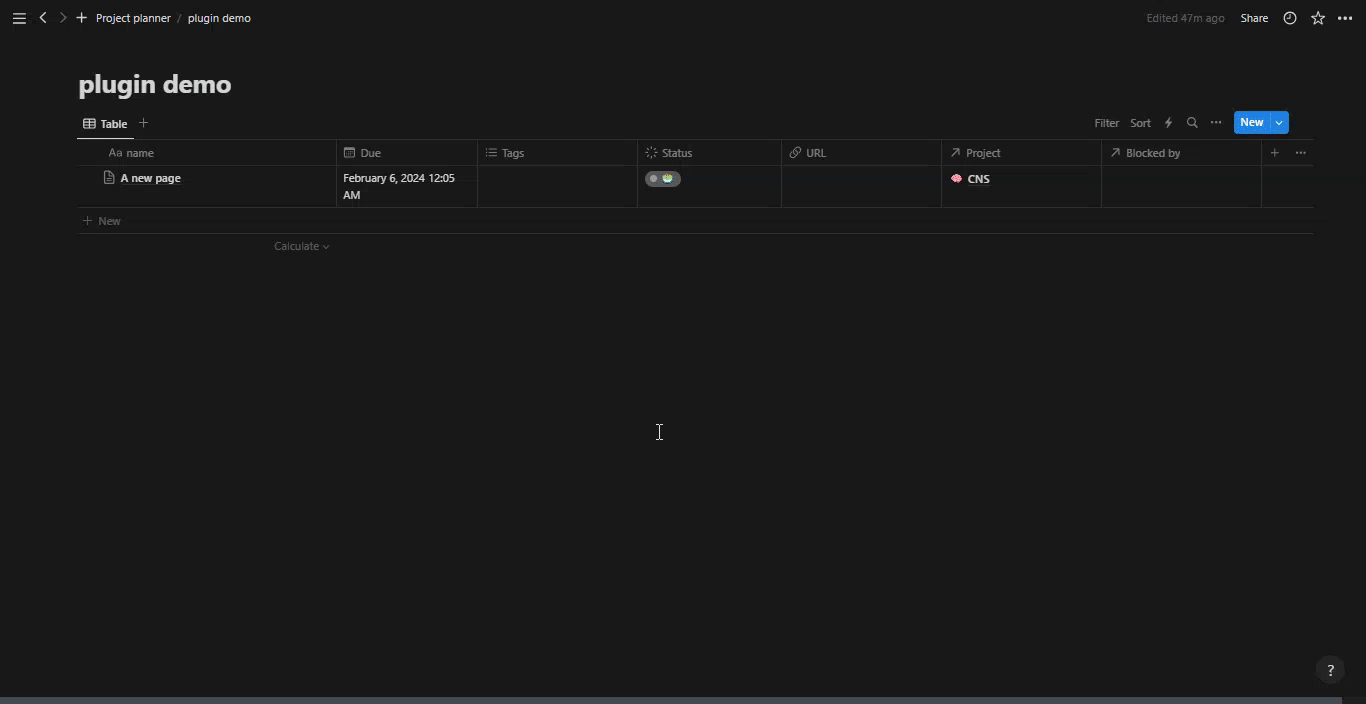 Project planner / plugin demo
Edited 47m ago
Share
plugin demo
Table
Filter
Sort
New
Aa name
Due
Tags
Status
URL
Project
Blocked by
A new page
February 6, 2024 12:05
AM
CNS
+ New
Calculate
?